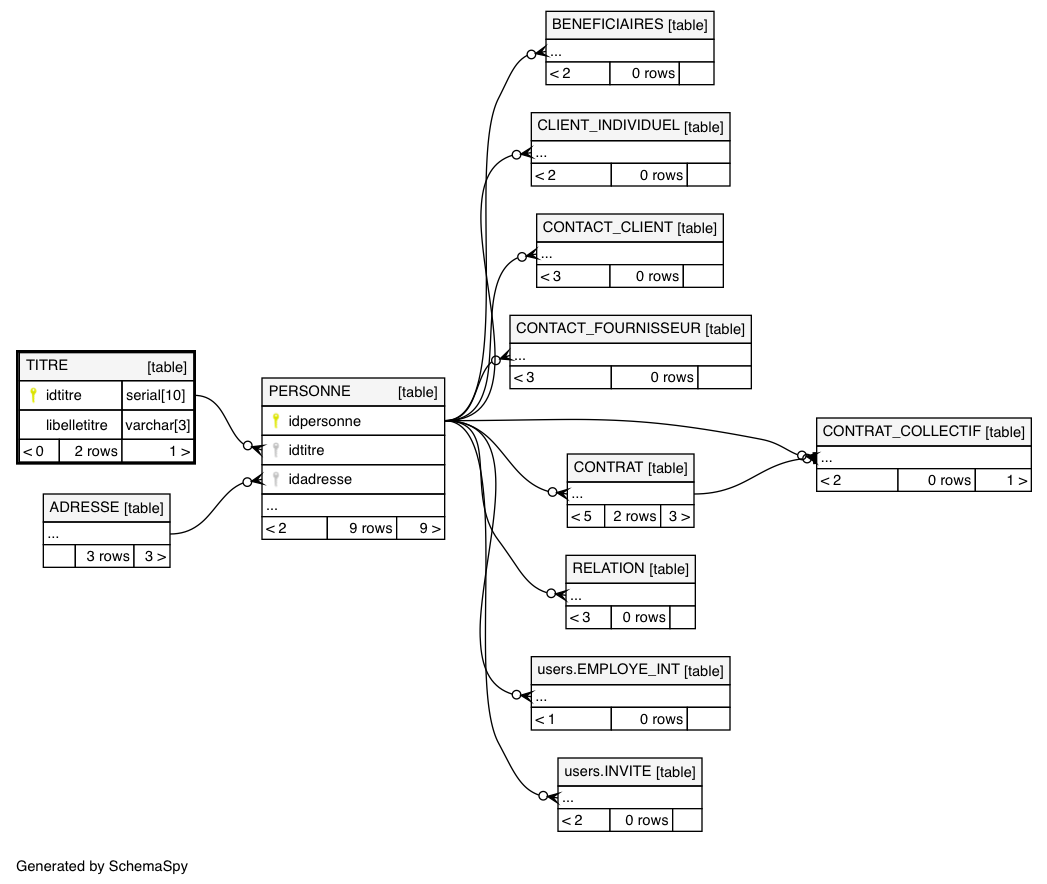 BENEFICIAIRES [table]
...
< 2 0 rows
CLIENT_INDIVIDUEL [table]
...
< 2 0 rows
CONTACT_CLIENT [table]
...
< 3 0 rows
CONTACT_FOURNISSEUR [table]
...
< 3 0 rows
TITRE [table]
idtitre serial[10]
libelletitre varchar[3]
< 0 2 rows 1 >
PERSONNE [table]
idpersonne
idtitre
idadresse
...
< 2 9 rows 9 >
ADRESSE [table]
...
3 rows 3 >
CONTRAT_COLLECTIF [table]
...
< 2 0 rows 1 >
CONTRAT [table]
...
< 5 2 rows 3 >
RELATION [table]
...
< 3 0 rows
users.EMPLOYE_INT [table]
...
< 1 0 rows
users.INVITE [table]
...
< 2 0 rows
Generated by SchemaSpy